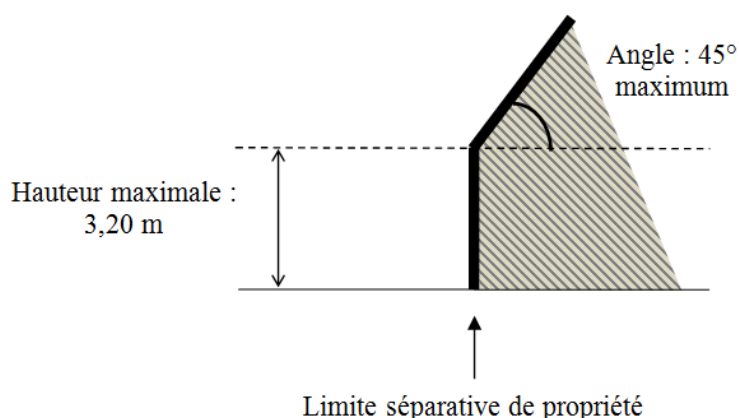 Angle : 45°
maximum
Hauteur maximale :
3,20 m
Limite séparative de propriété